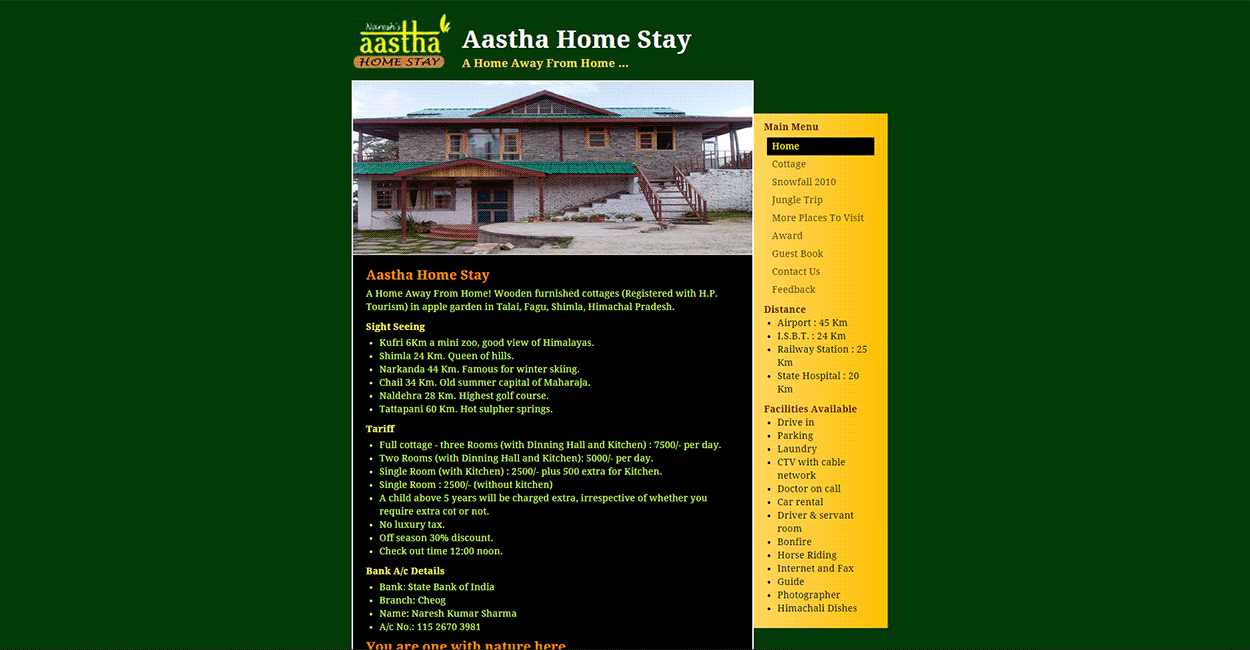 Naresh's
aastha
HOME STAY
Aastha Home Stay
A Home Away From Home ...
Main Menu
Home
Cottage
Snowfall 2010
Jungle Trip
More Places To Visit
Award
Guest Book
Contact Us
Feedback
Distance
Airport : 45 Km
I.S.B.T. : 24 Km
Railway Station : 25
Km
State Hospital : 20
Km
Facilities Available
Drive in
Parking
Laundry
CTV with cable
network
Doctor on call
Car rental
Driver & servant
room
Bonfire
Horse Riding
Internet and Fax
Guide
Photographer
Himachali Dishes
Aastha Home Stay
A Home Away From Home! Wooden furnished cottages (Registered with H.P.
Tourism) in apple garden in Talai, Fagu, Shimla, Himachal Pradesh.
Sight Seeing
Kufri 6Km a mini zoo, good view of Himalayas.
Shimla 24 Km. Queen of hills.
Narkanda 44 Km. Famous for winter skiing.
Chail 34 Km. Old summer capital of Maharaja.
Naldehra 28 Km. Highest golf course.
Tattapani 60 Km. Hot sulpher springs.
Tariff
Full cottage - three Rooms (with Dinning Hall and Kitchen) : 7500/- per day.
Two Rooms (with Dinning Hall and Kitchen): 5000/- per day.
Single Room (with Kitchen) : 2500/- plus 500 extra for Kitchen.
Single Room : 2500/- (without kitchen)
A child above 5 years will be charged extra, irrespective of whether you
require extra cot or not.
No luxury tax.
Off season 30% discount.
Check out time 12:00 noon.
Bank A/c Details
Bank: State Bank of India
Branch: Cheog
Name: Naresh Kumar Sharma
A/c No.: 115 2670 3981
You are one with nature here